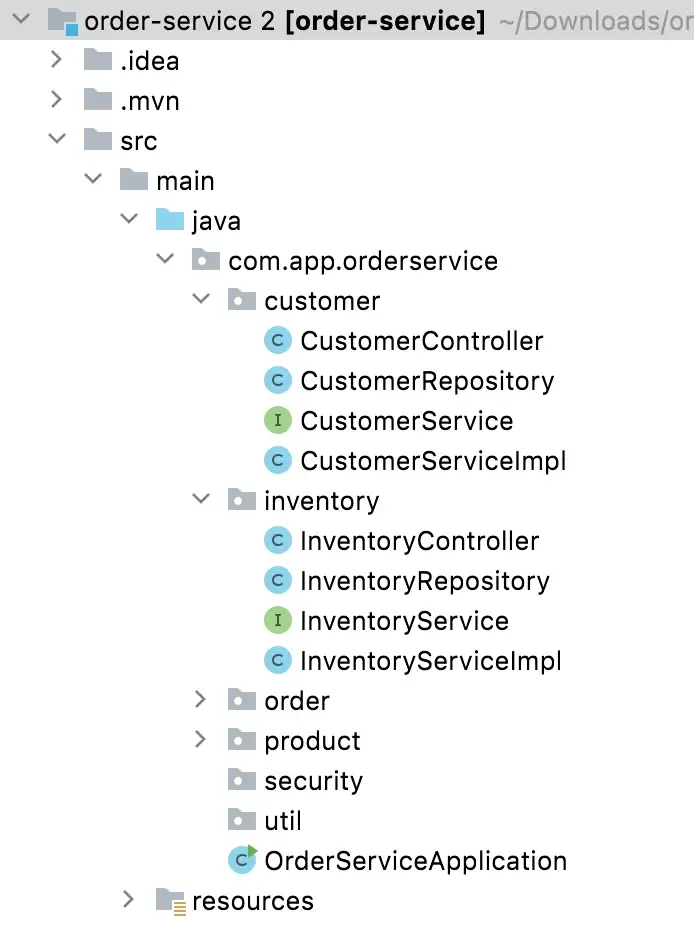 order-service 2 [order-service] ~/Downloads/or
.idea
.mvn
src
main
java
com.app.orderservice
customer
C CustomerController
C CustomerRepository
I CustomerService
C CustomerServiceImpl
inventory
C InventoryController
C InventoryRepository
I InventoryService
C InventoryServiceImpl
order
product
security
util
C OrderServiceApplication
resources